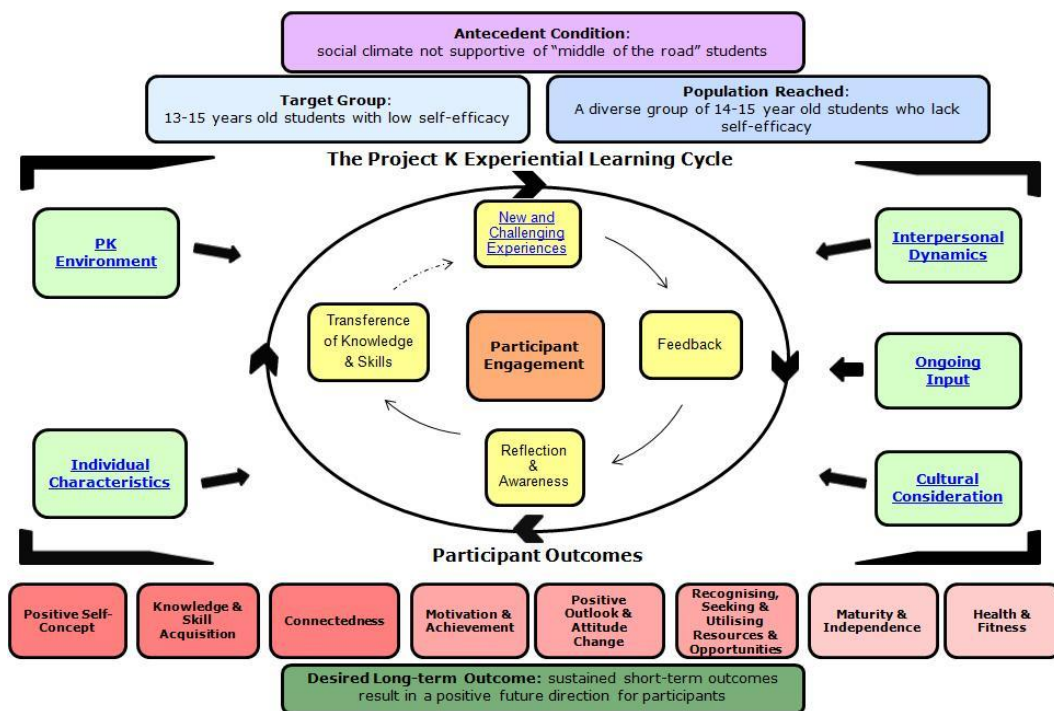 Antecedent Condition:
social climate not supportive of “middle of the road” students
Target Group:
13-15 years old students with low self-efficacy
Population Reached:
A diverse group of 14-15 year old students who lack
self-efficacy
The Project K Experiential Learning Cycle
PK
Environment
Individual
Characteristics
New and
Challenging
Experiences
Transference
of Knowledge
& Skills
Participant
Engagement
Feedback
Reflection
&
Awareness
Interpersonal
Dynamics
Ongoing
Input
Cultural
Consideration
Participant Outcomes
Positive Self-
Concept
Knowledge &
Skill
Acquisition
Connectedness
Motivation &
Achievement
Positive
Outlook &
Attitude
Change
Recognising,
Seeking &
Utilising
Resources &
Opportunities
Maturity &
Independence
Health &
Fitness
Desired Long-term Outcome: sustained short-term outcomes
result in a positive future direction for participants